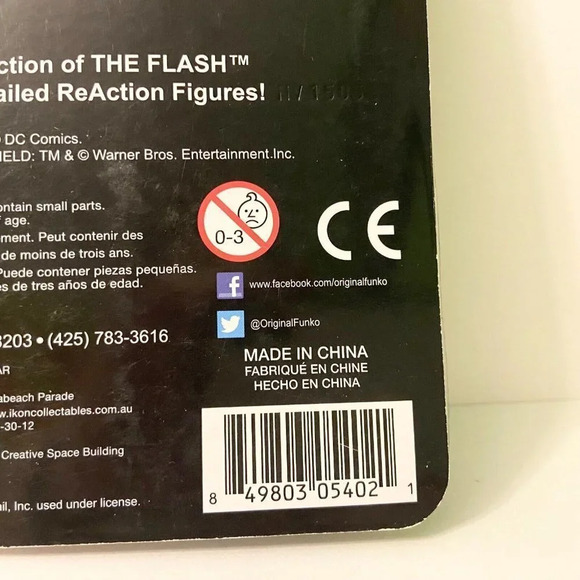 ction of THE FLASH™
ailed ReAction Figures!
DC Comics.
IELD: TM & © Warner Bros. Entertainment.Inc.
ontain small parts.
f age.
ement. Peut contenir des
de moins de trois ans.
Puede contener piezas pequeñas.
es de tres años de edad.
0-3
CE
f www.facebook.com/originalfunko
@OriginalFunko
3203 • (425) 783-3616
AR
abeach Parade
w.ikoncollectables.com.au
-30-12
Creative Space Building
il, Inc. used under license.
MADE IN CHINA
FABRIQUÉ EN CHINE
HECHO EN CHINA
8 49803 05402 1